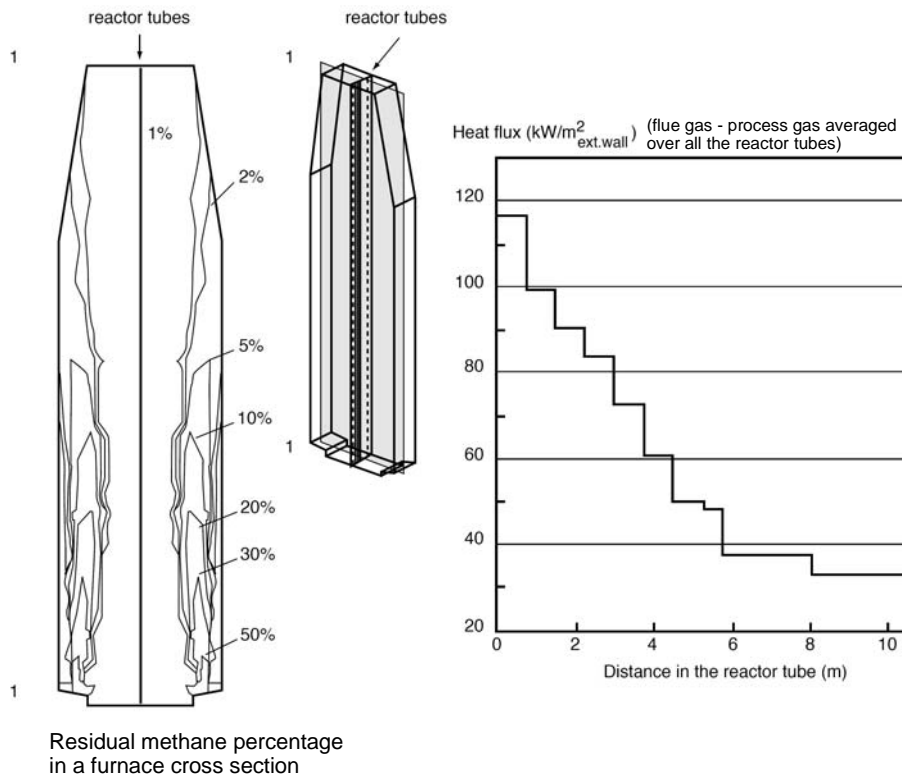 reactor tubes
1
1%
2%
5%
10%
20%
30%
50%
1
Residual methane percentage
in a furnace cross section
reactor tubes
1
1
Heat flux (kW/m² ext.wall) (flue gas - process gas averaged
over all the reactor tubes)
120
100
80
60
40
20
0 2 4 6 8 10
Distance in the reactor tube (m)